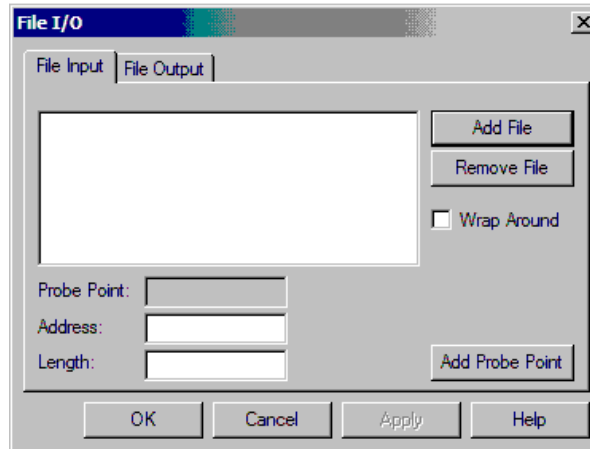 File I/O
File Input File Output
Add File
Remove File
Wrap Around
Probe Point:
Address:
Length:
Add Probe Point
OK Cancel Apply Help